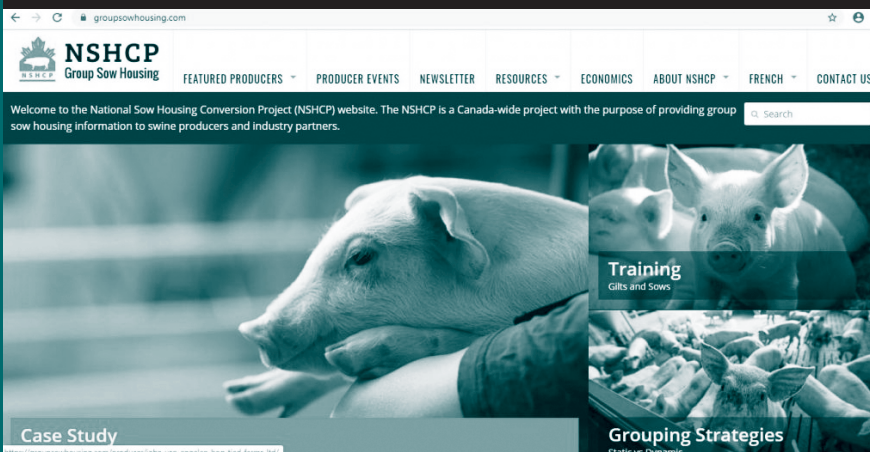 groupsowhousing.com
NSHCP
Group Sow Housing
NSHCP
FEATURED PRODUCERS
PRODUCER EVENTS
NEWSLETTER
RESOURCES
ECONOMICS
ABOUT NSHCP
FRENCH
CONTACT US
Welcome to the National Sow Housing Conversion Project (NSHCP) website. The NSHCP is a Canada-wide project with the purpose of providing group
sow housing information to swine producers and industry partners.
Search
Training
Gilts and Sows
Case Study
Grouping Strategies
Static vs Dynamic